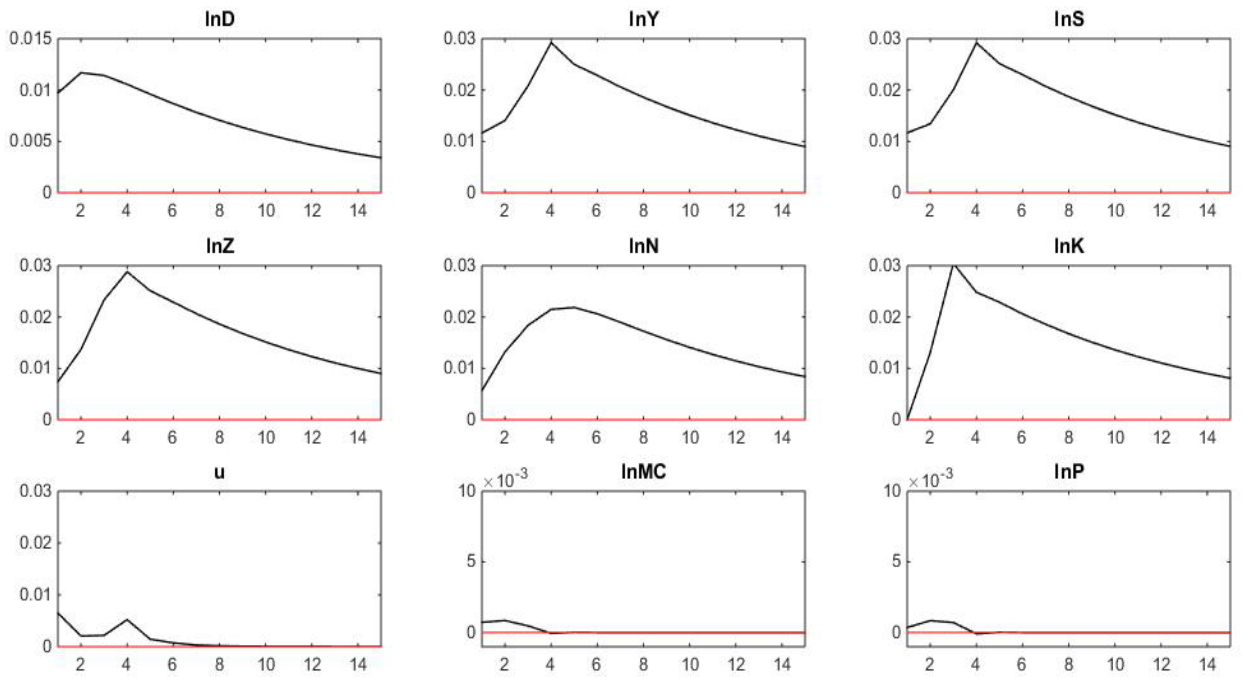 lnD lnY lnS
0.015 0.03 0.03
0.01 0.02 0.02
0.005 0.01 0.01
0 0 0
2 4 6 8 10 12 14 2 4 6 8 10 12 14 2 4 6 8 10 12 14
lnZ lnN lnK
0.03 0.03 0.03
0.02 0.02 0.02
0.01 0.01 0.01
0 0 0
2 4 6 8 10 12 14 2 4 6 8 10 12 14 2 4 6 8 10 12 14
u lnMC lnP
×10⁻³ ×10⁻³
0.03 10 10
0.02
5 5
0.01
0 0
0
2 4 6 8 10 12 14 2 4 6 8 10 12 14 2 4 6 8 10 12 14